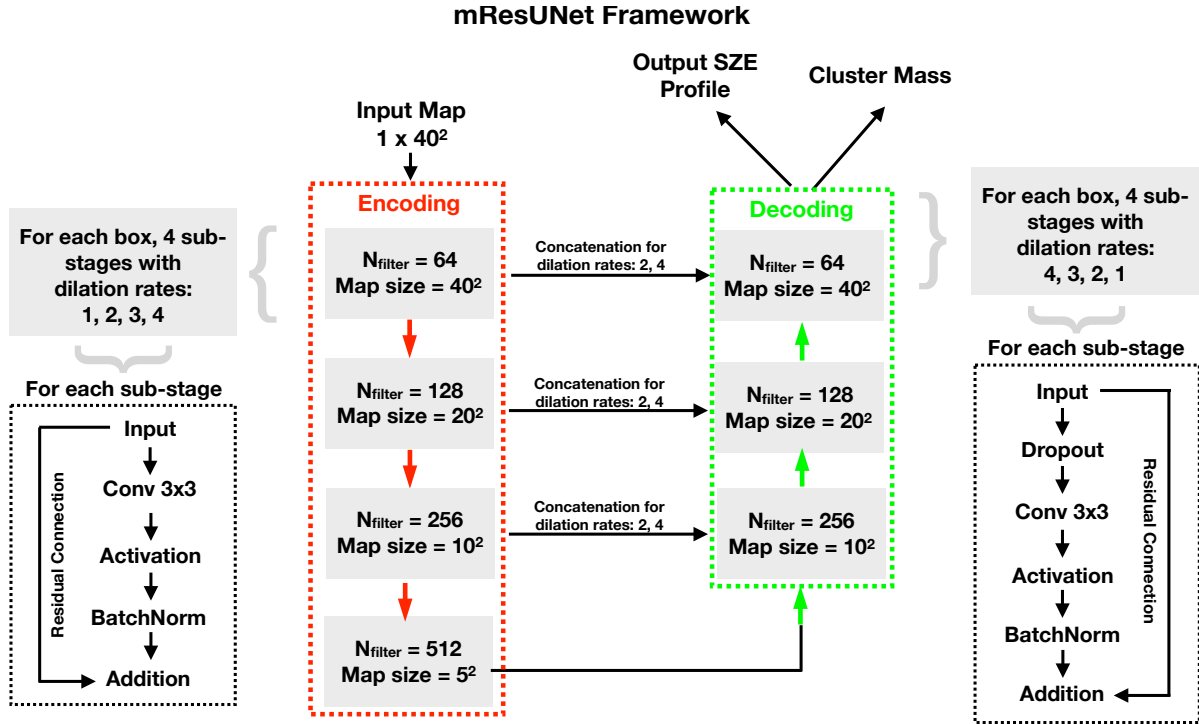 mResUNet Framework
Output SZE
Profile
Cluster Mass
Input Map
1 x 40²
For each box, 4 sub-
stages with
dilation rates:
1, 2, 3, 4
For each sub-stage
Input
Conv 3x3
Activation
BatchNorm
Addition
Residual Connection
Encoding
Nfilter = 64
Map size = 40²
Nfilter = 128
Map size = 20²
Nfilter = 256
Map size = 10²
Nfilter = 512
Map size = 5²
Concatenation for
dilation rates: 2, 4
Concatenation for
dilation rates: 2, 4
Concatenation for
dilation rates: 2, 4
Decoding
Nfilter = 64
Map size = 40²
Nfilter = 128
Map size = 20²
Nfilter = 256
Map size = 10²
For each box, 4 sub-
stages with
dilation rates:
4, 3, 2, 1
For each sub-stage
Input
Dropout
Conv 3x3
Activation
BatchNorm
Addition
Residual Connection